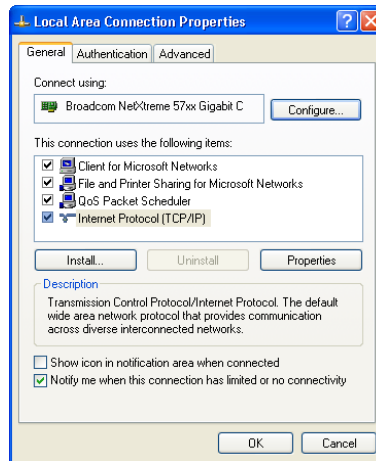 Local Area Connection Properties
General Authentication Advanced
Connect using:
Broadcom NetXtreme 57xx Gigabit C Configure...
This connection uses the following items:
Client for Microsoft Networks
File and Printer Sharing for Microsoft Networks
QoS Packet Scheduler
Internet Protocol (TCP/IP)
Install... Uninstall Properties
Description
Transmission Control Protocol/Internet Protocol. The default
wide area network protocol that provides communication
across diverse interconnected networks.
Show icon in notification area when connected
Notify me when this connection has limited or no connectivity
OK Cancel